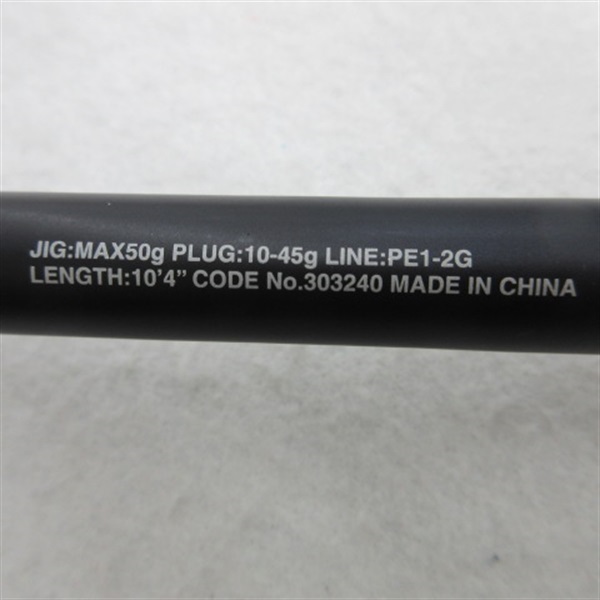 JIG:MAX50g PLUG:10-45g LINE:PE1-2G
LENGTH:10'4” CODE No.303240 MADE IN CHINA